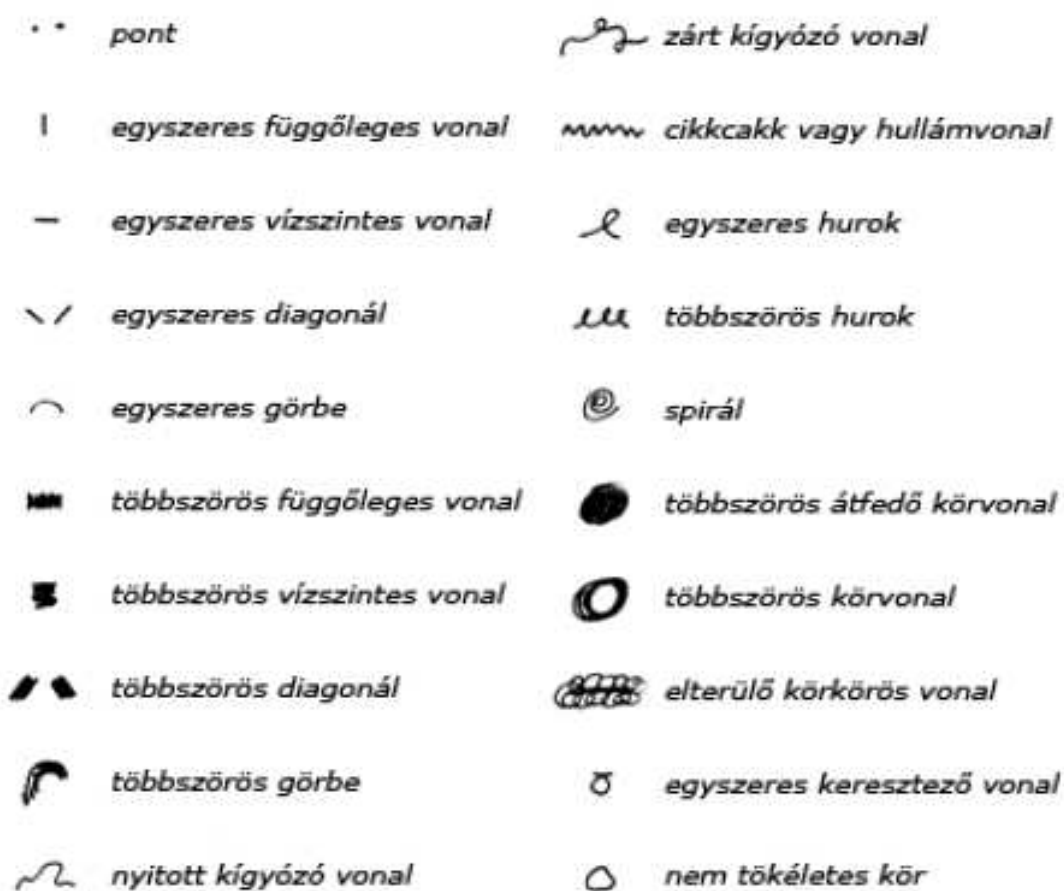 pont
egyszeres függőleges vonal
egyszeres vízszintes vonal
egyszeres diagonál
egyszeres görbe
többszörös függőleges vonal
többszörös vízszintes vonal
többszörös diagonál
többszörös görbe
nyitott kígyózó vonal
zárt kígyózó vonal
cikkcakk vagy hullámvonal
egyszeres hurok
többszörös hurok
spirál
többszörös átfedő körvonal
többszörös körvonal
elterülő körkörös vonal
egyszeres keresztező vonal
nem tökéletes kör